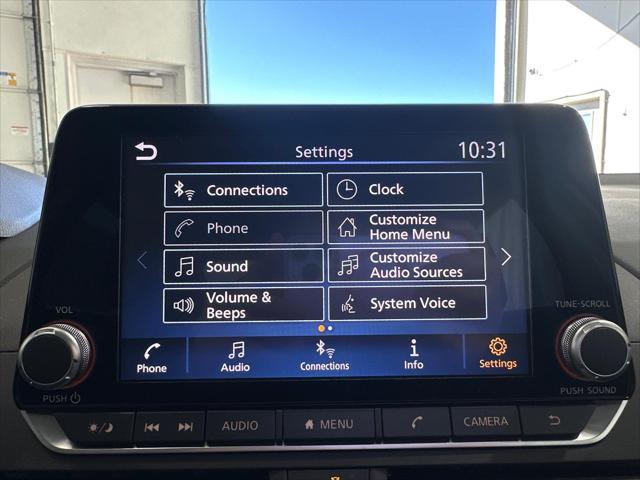 Settings
10:31
Connections
Clock
Phone
Customize
Home Menu
Sound
Customize
Audio Sources
Volume &
Beeps
System Voice
Phone
Audio
Connections
Info
Settings
VOL
TUNE·SCROLL
PUSH
PUSH SOUND
AUDIO
MENU
CAMERA